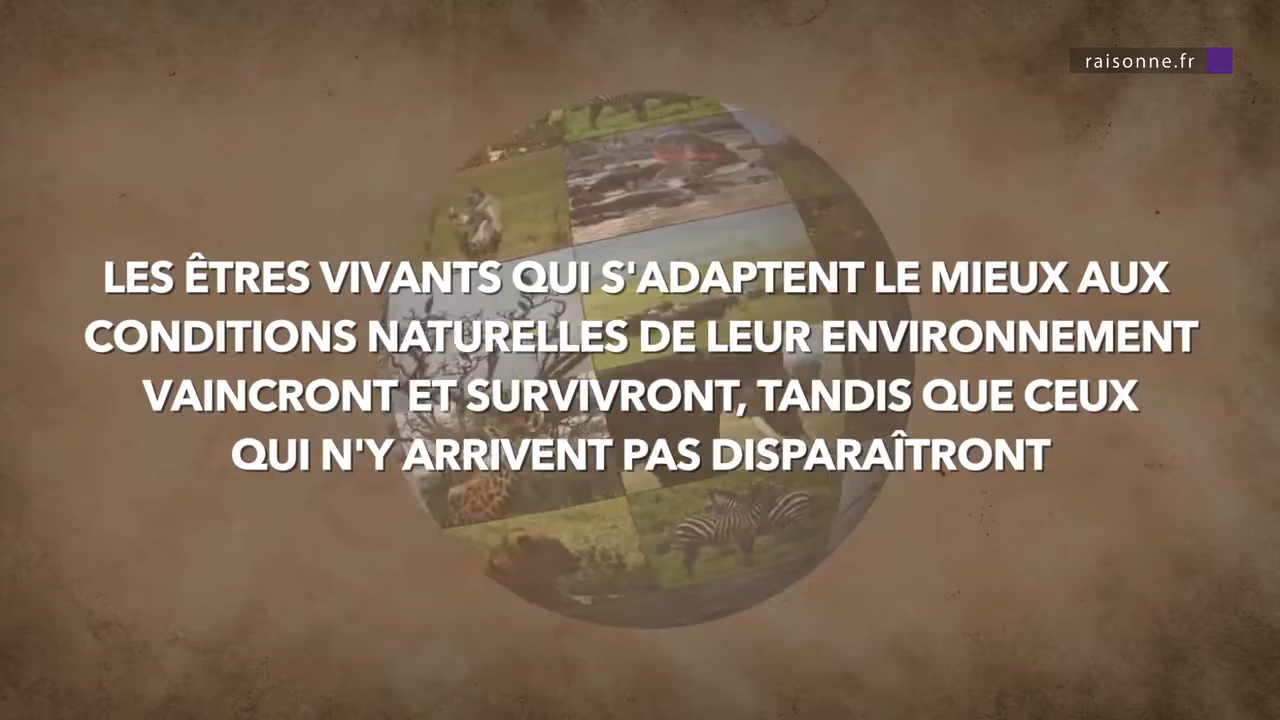 raisonne.fr
LES ÊTRES VIVANTS QUI S'ADAPTENT LE MIEUX AUX
CONDITIONS NATURELLES DE LEUR ENVIRONNEMENT
VAINCRONT ET SURVIVRONT, TANDIS QUE CEUX
QUI N'Y ARRIVENT PAS DISPARAÎTRONT